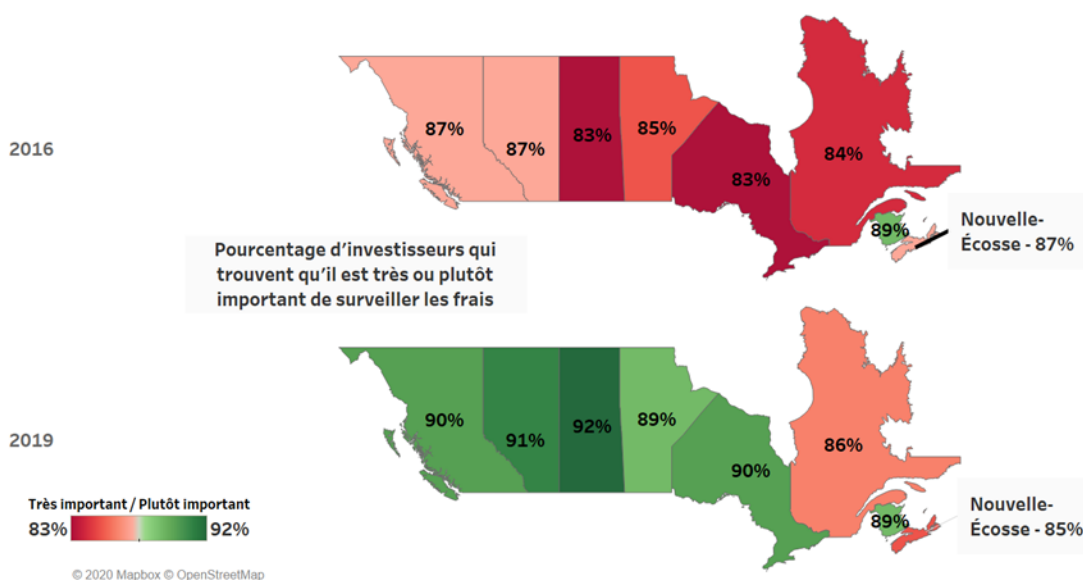 2016
87%
87%
83%
85%
83%
84%
89%
Nouvelle-
Écosse - 87%
Pourcentage d'investisseurs qui
trouvent qu'il est très ou plutôt
important de surveiller les frais
2019
90%
91%
92%
89%
90%
86%
89%
Nouvelle-
Écosse - 85%
Très important / Plutôt important
83% 92%
© 2020 Mapbox © OpenStreetMap